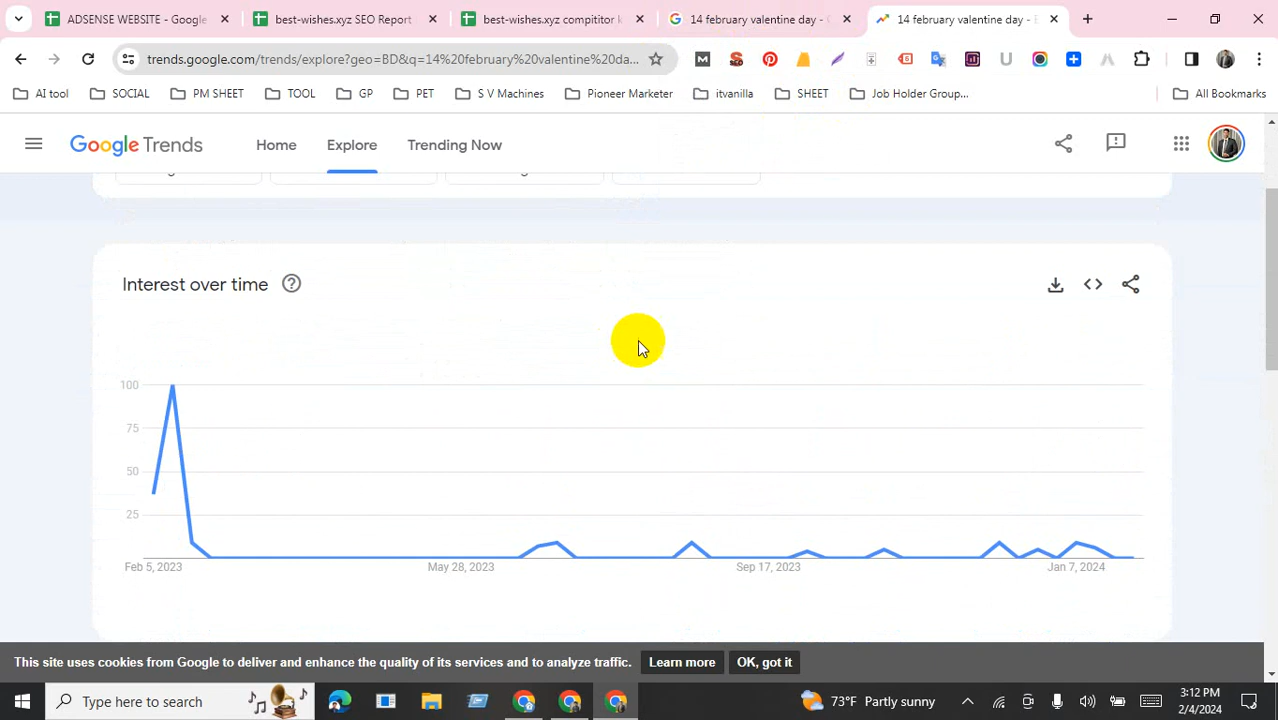 ADSENSE WEBSITE - Google
best-wishes.xyz SEO Report
best-wishes.xyz compititor k
14 february valentine day -
14 february valentine day -
trends.google.com/trends/explore?geo=BD&q=14%20february%20valentine%20da...
AI tool
SOCIAL
PM SHEET
TOOL
GP
PET
S V Machines
Pioneer Marketer
itvanilla
SHEET
Job Holder Group...
All Bookmarks
Google Trends
Home
Explore
Trending Now
Interest over time
100
75
50
25
Feb 5, 2023
May 28, 2023
Sep 17, 2023
Jan 7, 2024
This site uses cookies from Google to deliver and enhance the quality of its services and to analyze traffic.
Learn more
OK, got it
Type here to search
73°F Partly sunny
3:12 PM
2/4/2024